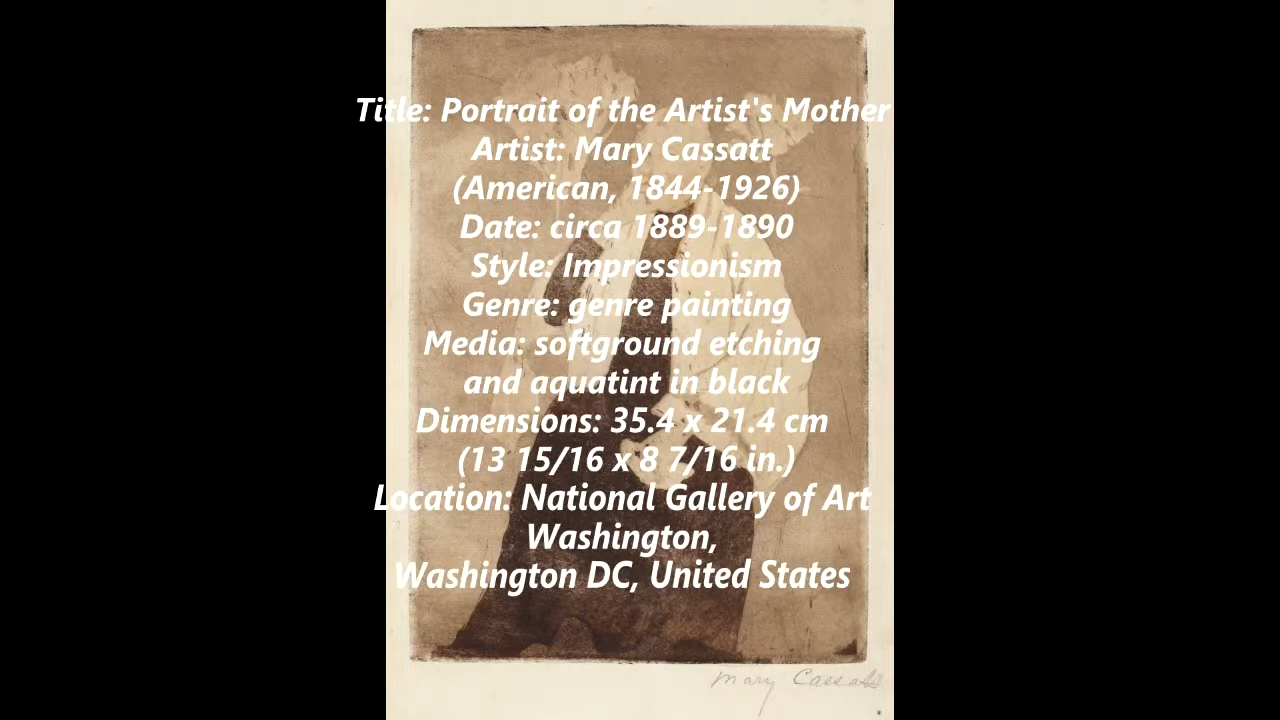 Title: Portrait of the Artist's Mother
Artist: Mary Cassatt
(American, 1844-1926)
Date: circa 1889-1890
Style: Impressionism
Genre: genre painting
Media: softground etching
and aquatint in black
Dimensions: 35.4 x 21.4 cm
(13 15/16 x 8 7/16 in.)
Location: National Gallery of Art
Washington,
Washington DC, United States
Mary Cassatt